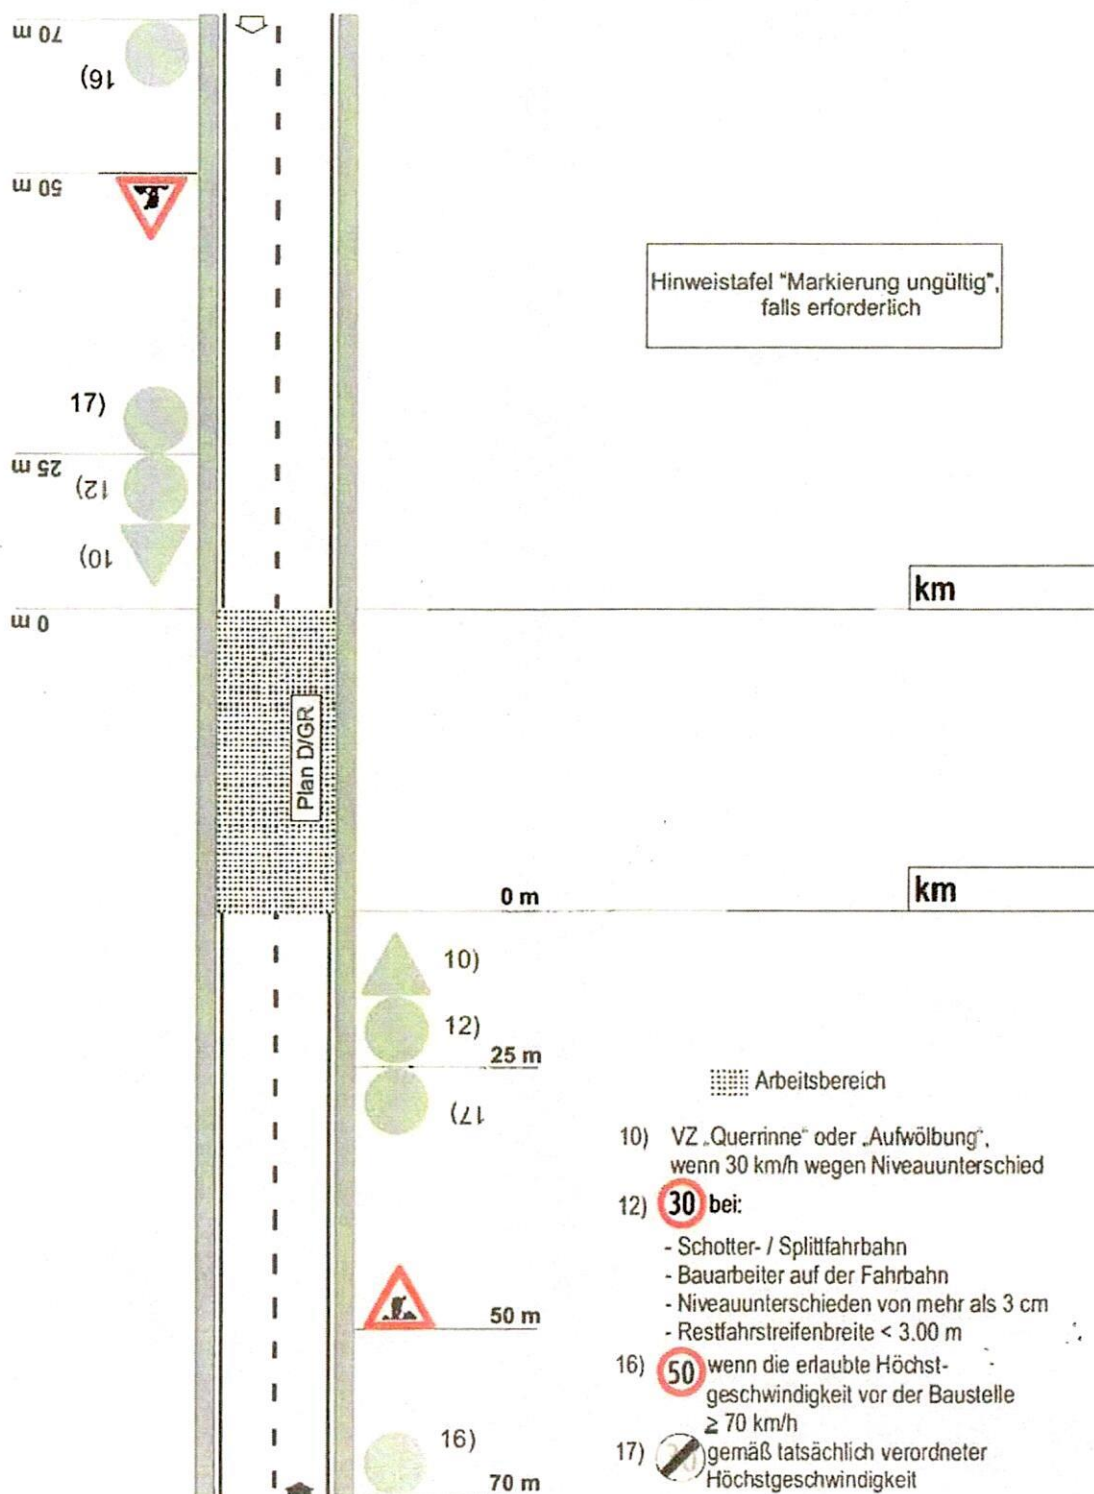 70 m
16)
50 m
17)
25 m
12)
10)
0 m
Hinweistafel "Markierung ungültig",
falls erforderlich
km
Plan D/GR
0 m
km
10)
12)
25 m
17)
50 m
16)
70 m
Arbeitsbereich
10) VZ „Querrinne“ oder „Aufwölbung“,
wenn 30 km/h wegen Niveauunterschied
12) 30 bei:
- Schotter- / Splittfahrbahn
- Bauarbeiter auf der Fahrbahn
- Niveauunterschieden von mehr als 3 cm
- Restfahrstreifenbreite < 3.00 m
16) 50 wenn die erlaubte Höchst-
geschwindigkeit vor der Baustelle
≥ 70 km/h
17) gemäß tatsächlich verordneter
Höchstgeschwindigkeit